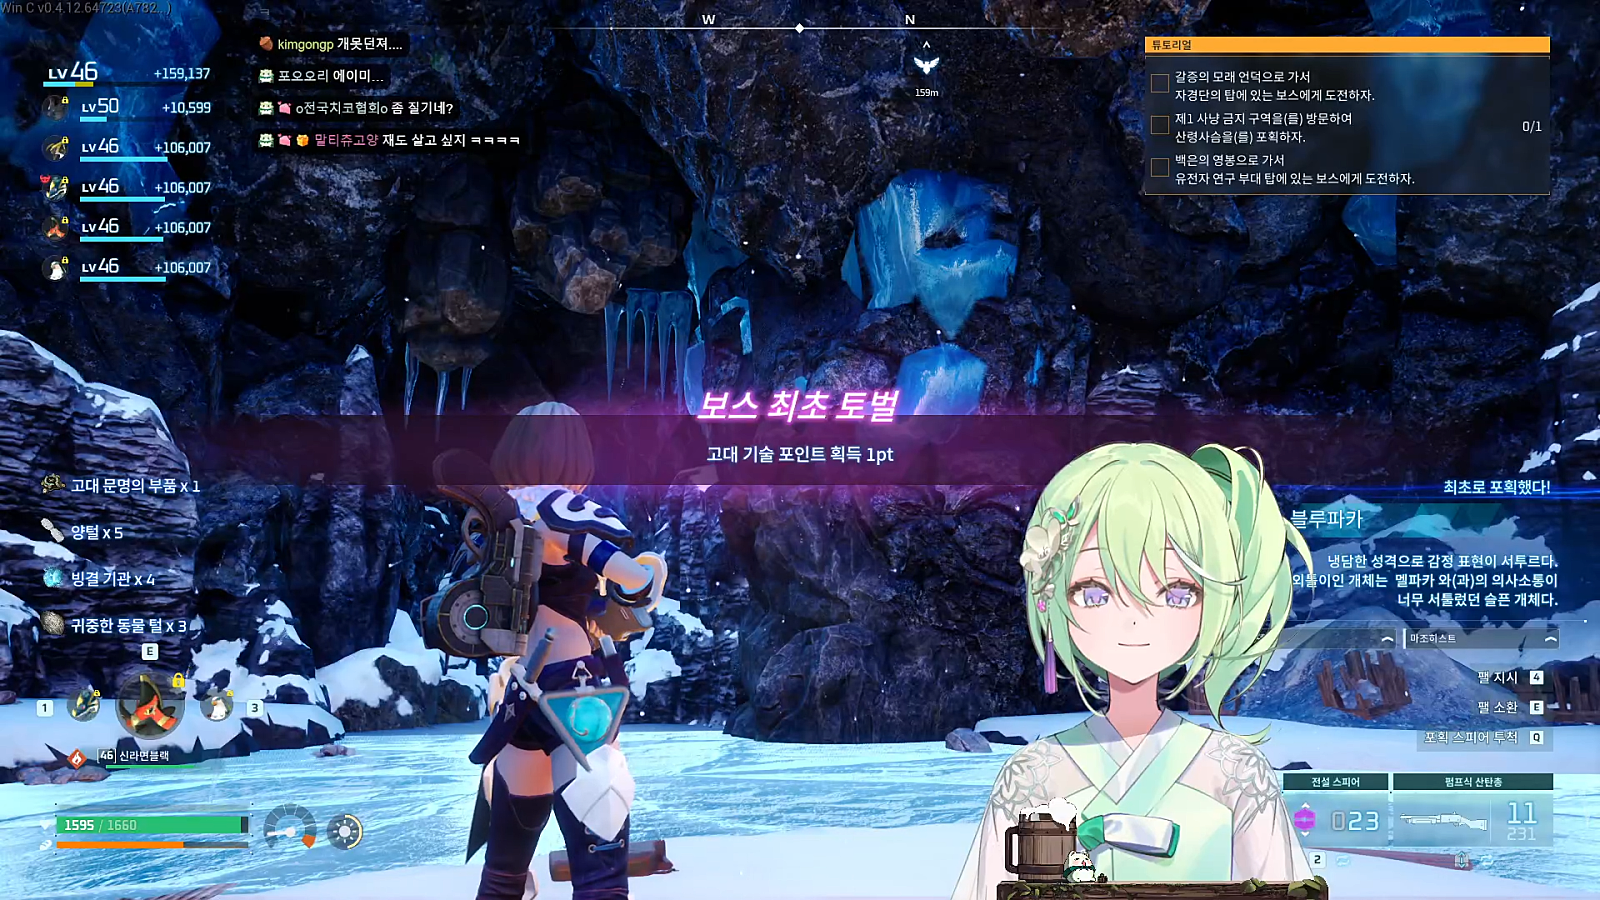 Win C v0.4.12.64723(A782...)
W
N
159m
LV 46 +159,137
LV 50 +10,599
LV 46 +106,007
LV 46 +106,007
LV 46 +106,007
LV 46 +106,007
kimgongp 개못던져....
포오오리 에이미...
o전국치코협회o 좀 질기네?
말티쥬고양 재도 살고 싶지 ㅋㅋㅋㅋ
튜토리얼
갈증의 모래 언덕으로 가서
자경단의 탑에 있는 보스에게 도전하자.
제1 사냥 금지 구역을(를) 방문하여
산령사슴을(를) 포획하자.
0/1
백은의 영봉으로 가서
유전자 연구 부대 탑에 있는 보스에게 도전하자.
보스 최초 토벌
고대 기술 포인트 획득 1pt
고대 문명의 부품 x 1
양털 x 5
빙결 기관 x 4
귀중한 동물 털 x 3
E
1
3
[46] 신라면블랙
1595 / 1660
최초로 포획했다!
블루파카
냉담한 성격으로 감정 표현이 서투르다.
외톨이인 개체는 멜파카 와(과)의 의사소통이
너무 서툴렀던 슬픈 개체다.
마조히스트
팰 지시 4
팰 소환 E
포획 스피어 투척 Q
전설 스피어
펌프식 산탄총
023
11
231
2